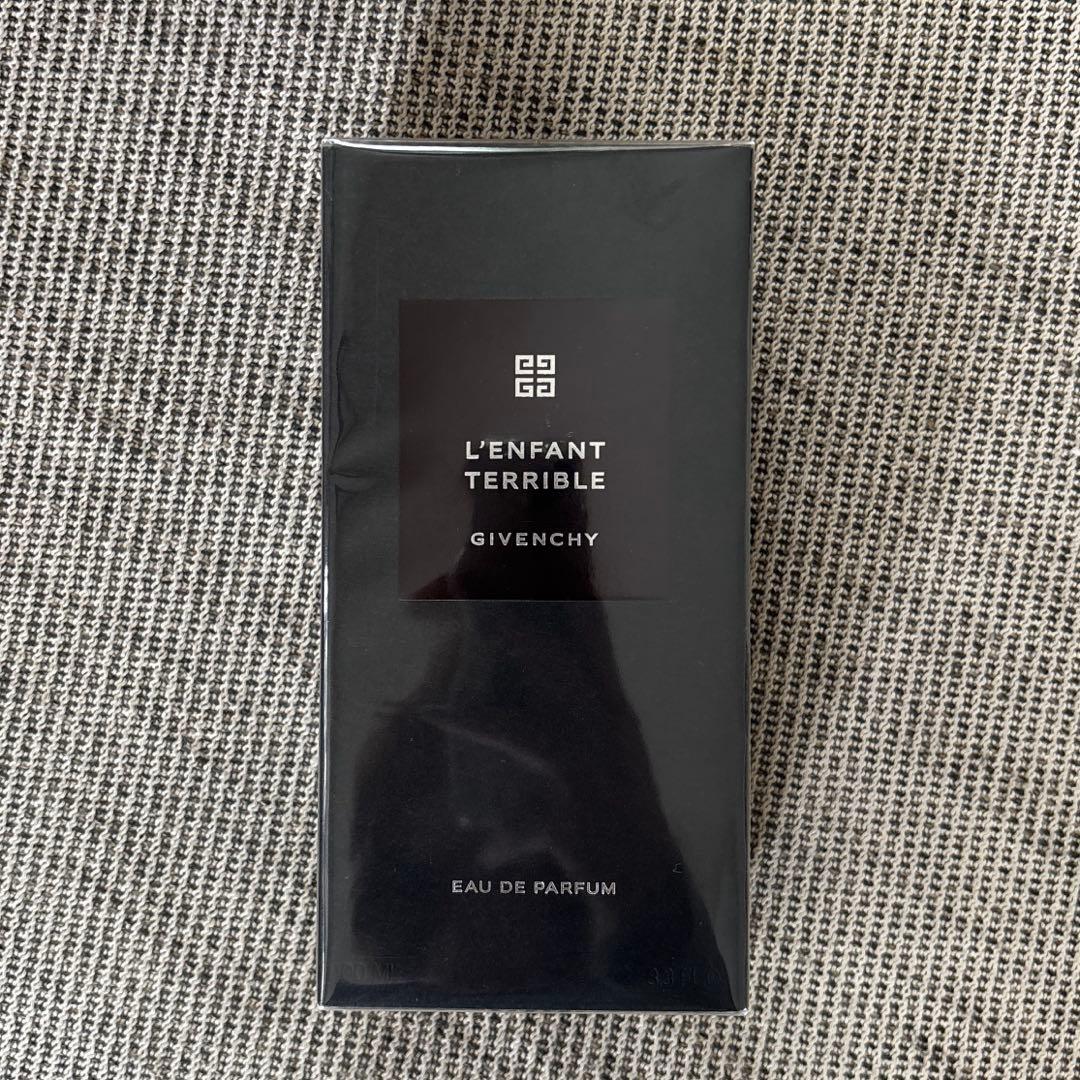 L'ENFANT
TERRIBLE
GIVENCHY
EAU DE PARFUM